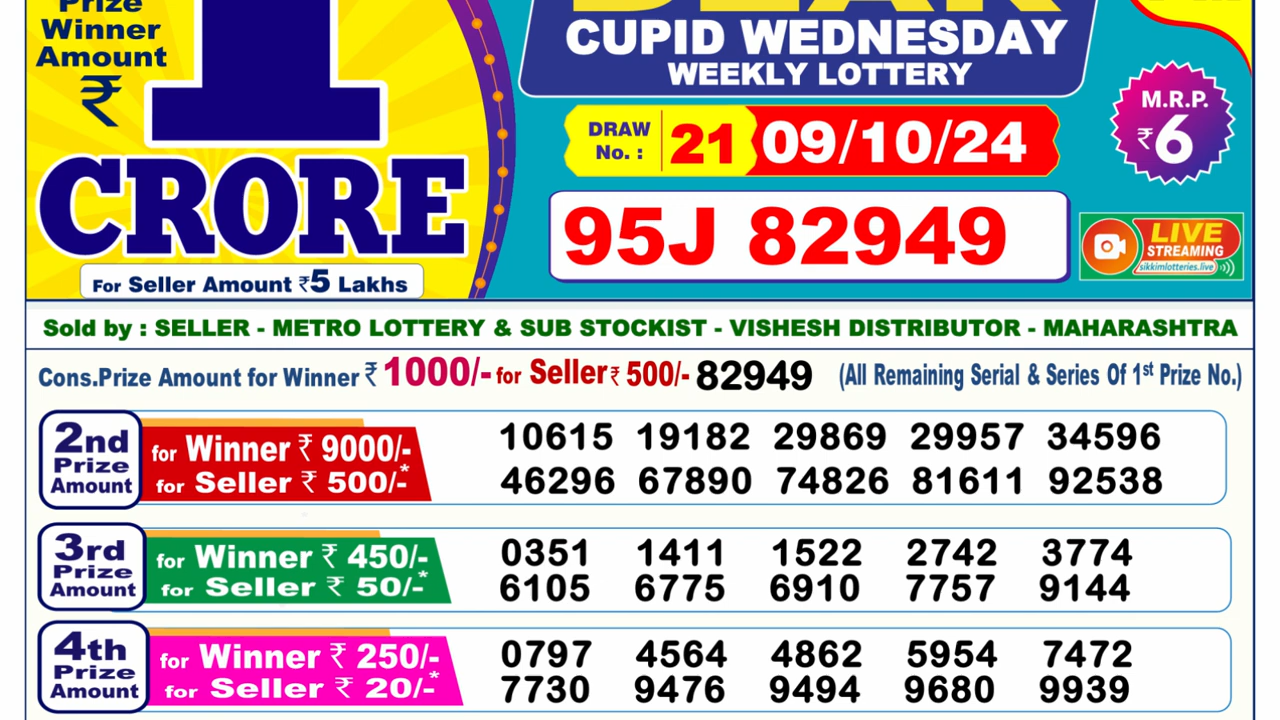 Prize
Winner
Amount
₹
1
CRORE
For Seller Amount ₹5 Lakhs
DEAR
CUPID WEDNESDAY
WEEKLY LOTTERY
DRAW No. : 21 09/10/24
M.R.P.
₹6
95J 82949
LIVE
STREAMING
sikkimlotteries.live
Sold by : SELLER - METRO LOTTERY & SUB STOCKIST - VISHESH DISTRIBUTOR - MAHARASHTRA
Cons.Prize Amount for Winner ₹ 1000/- for Seller ₹ 500/- 82949 (All Remaining Serial & Series Of 1st Prize No.)
2nd
Prize
Amount
for Winner ₹ 9000/-
for Seller ₹ 500/-*
10615 19182 29869 29957 34596
46296 67890 74826 81611 92538
3rd
Prize
Amount
for Winner ₹ 450/-
for Seller ₹ 50/-*
0351 1411 1522 2742 3774
6105 6775 6910 7757 9144
4th
Prize
Amount
for Winner ₹ 250/-
for Seller ₹ 20/-*
0797 4564 4862 5954 7472
7730 9476 9494 9680 9939